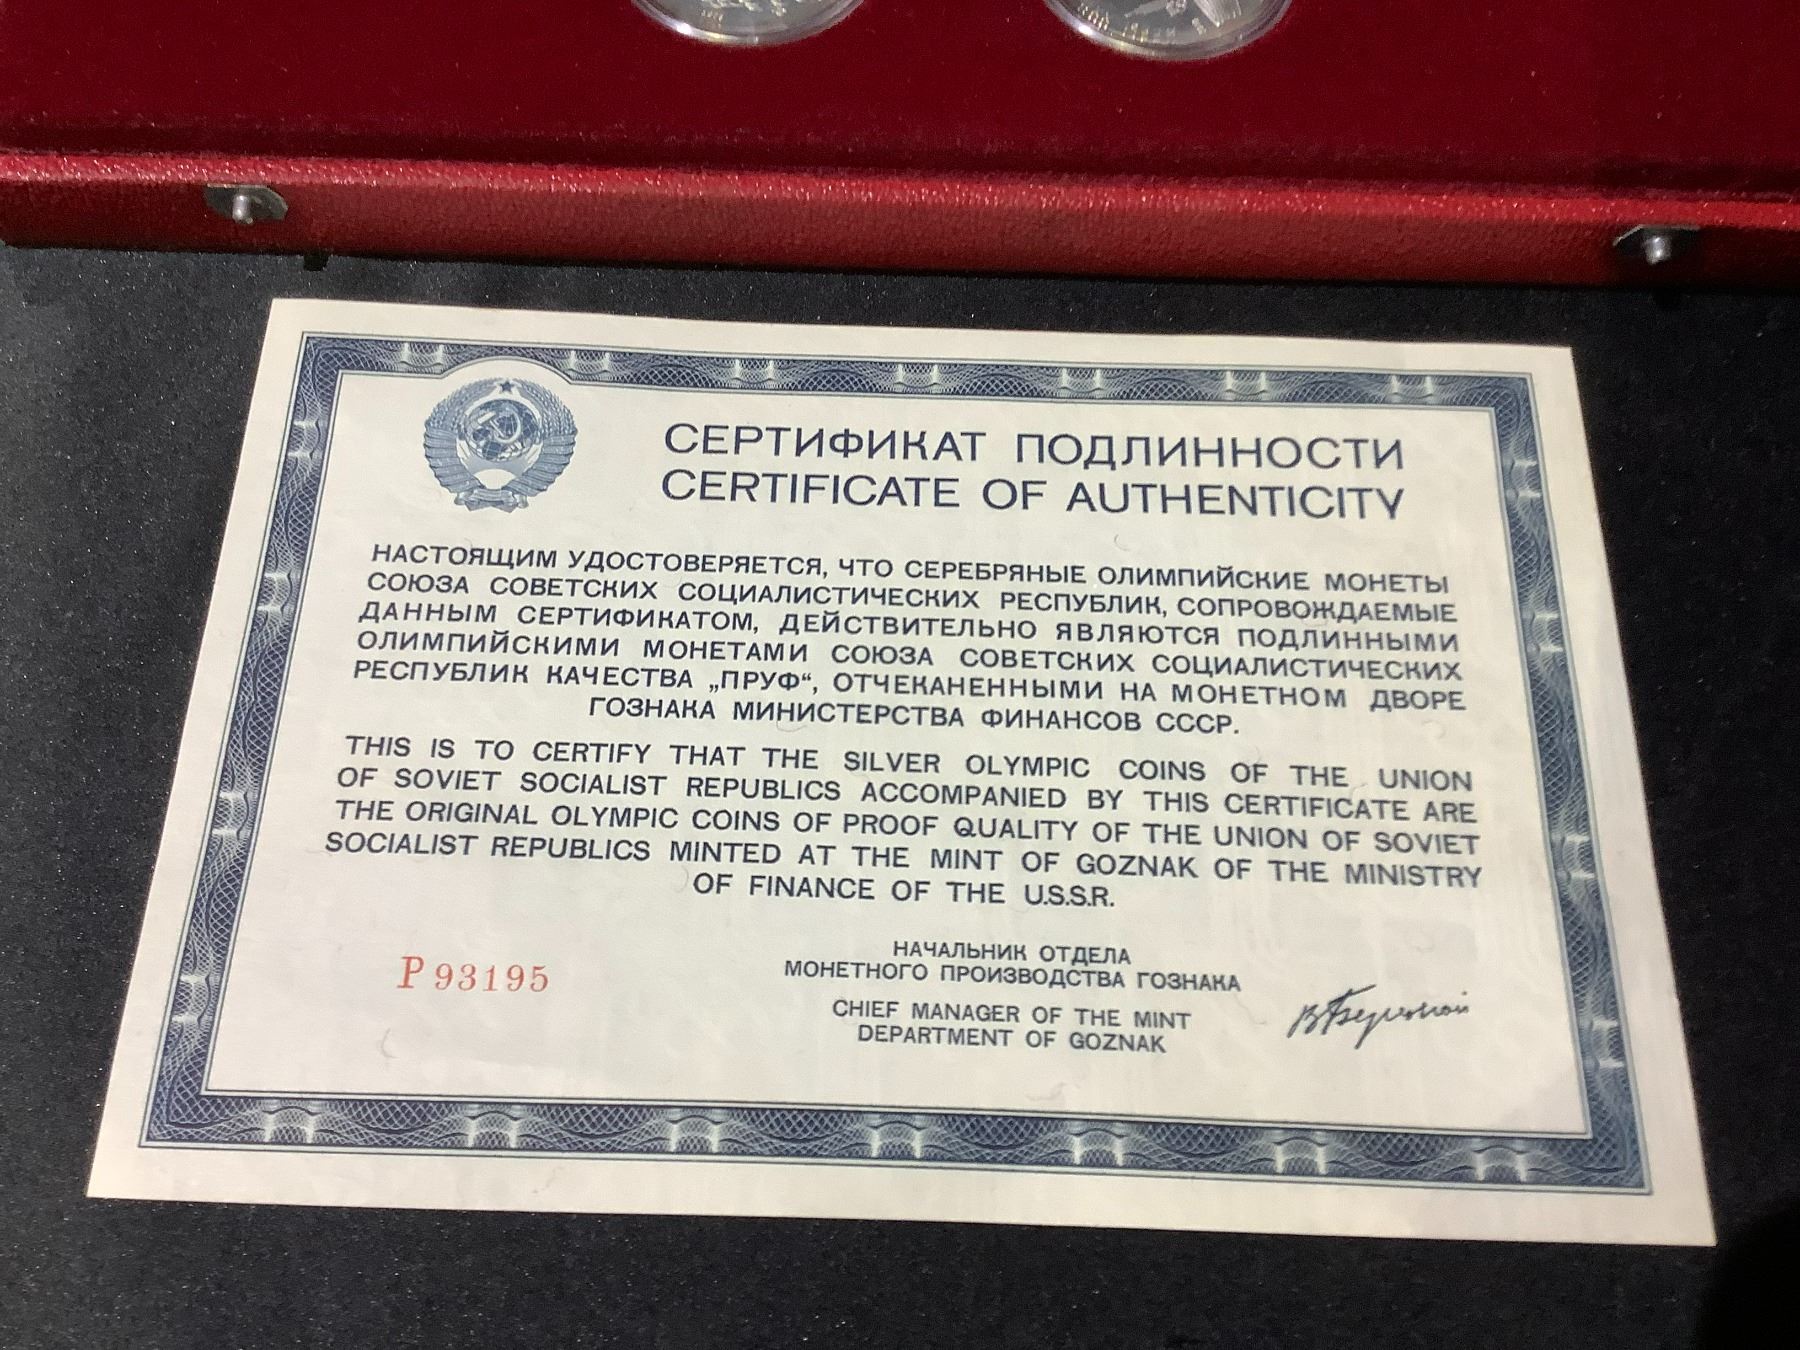 СЕРТИФИКАТ ПОДЛИННОСТИ
CERTIFICATE OF AUTHENTICITY
НАСТОЯЩИМ УДОСТОВЕРЯЕТСЯ, ЧТО СЕРЕБРЯНЫЕ ОЛИМПИЙСКИЕ МОНЕТЫ
СОЮЗА СОВЕТСКИХ СОЦИАЛИСТИЧЕСКИХ РЕСПУБЛИК, СОПРОВОЖДАЕМЫЕ
ДАННЫМ СЕРТИФИКАТОМ, ДЕЙСТВИТЕЛЬНО ЯВЛЯЮТСЯ ПОДЛИННЫМИ
ОЛИМПИЙСКИМИ МОНЕТАМИ СОЮЗА СОВЕТСКИХ СОЦИАЛИСТИЧЕСКИХ
РЕСПУБЛИК КАЧЕСТВА „ПРУФ“, ОТЧЕКАНЕННЫМИ НА МОНЕТНОМ ДВОРЕ
ГОЗНАКА МИНИСТЕРСТВА ФИНАНСОВ СССР.
THIS IS TO CERTIFY THAT THE SILVER OLYMPIC COINS OF THE UNION
OF SOVIET SOCIALIST REPUBLICS ACCOMPANIED BY THIS CERTIFICATE ARE
THE ORIGINAL OLYMPIC COINS OF PROOF QUALITY OF THE UNION OF SOVIET
SOCIALIST REPUBLICS MINTED AT THE MINT OF GOZNAK OF THE MINISTRY
OF FINANCE OF THE U.S.S.R.
P 93195
НАЧАЛЬНИК ОТДЕЛА
МОНЕТНОГО ПРОИЗВОДСТВА ГОЗНАКА
CHIEF MANAGER OF THE MINT
DEPARTMENT OF GOZNAK